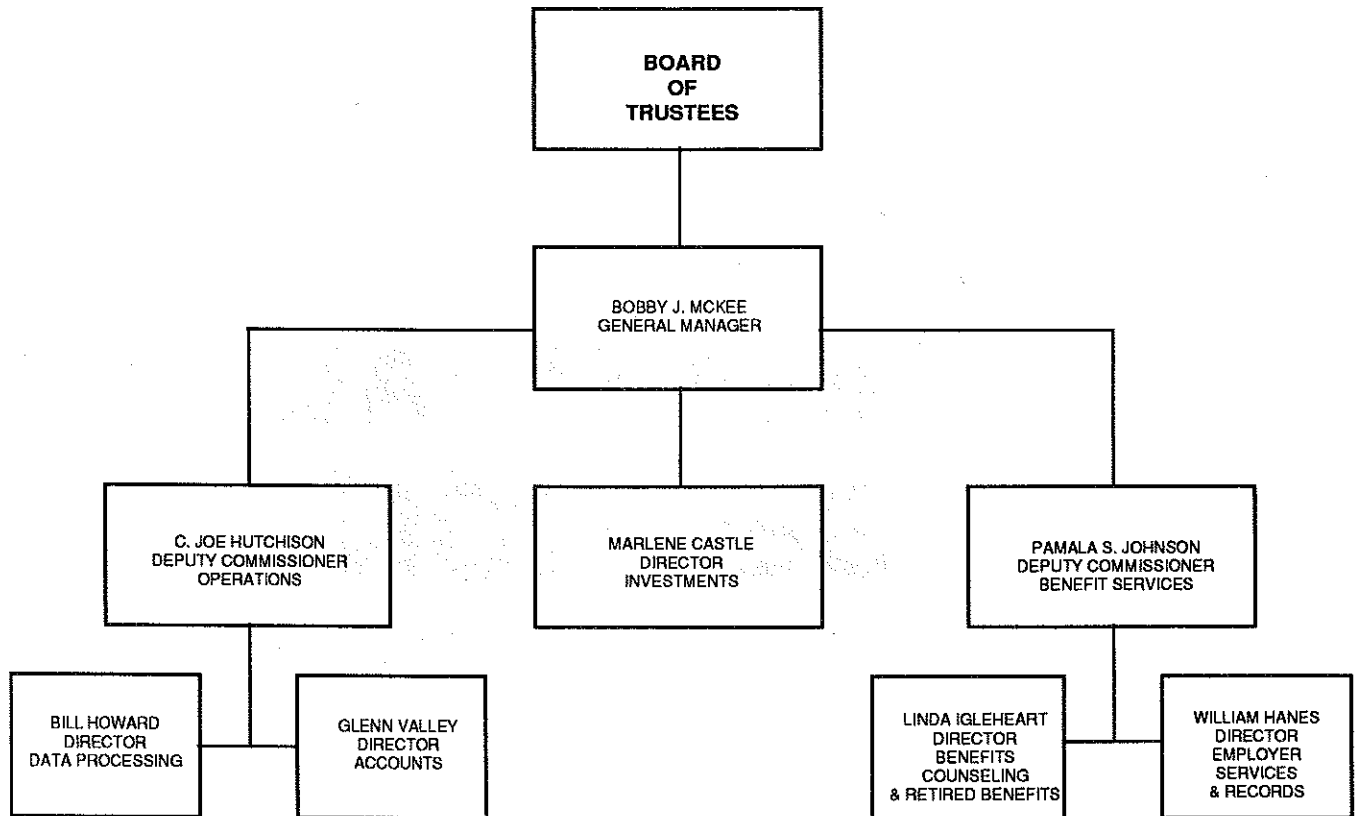 BOARD
OF
TRUSTEES
BOBBY J. MCKEE
GENERAL MANAGER
C. JOE HUTCHISON
DEPUTY COMMISSIONER
OPERATIONS
MARLENE CASTLE
DIRECTOR
INVESTMENTS
PAMALA S. JOHNSON
DEPUTY COMMISSIONER
BENEFIT SERVICES
BILL HOWARD
DIRECTOR
DATA PROCESSING
GLENN VALLEY
DIRECTOR
ACCOUNTS
LINDA IGLEHEART
DIRECTOR
BENEFITS
COUNSELING
& RETIRED BENEFITS
WILLIAM HANES
DIRECTOR
EMPLOYER
SERVICES
& RECORDS